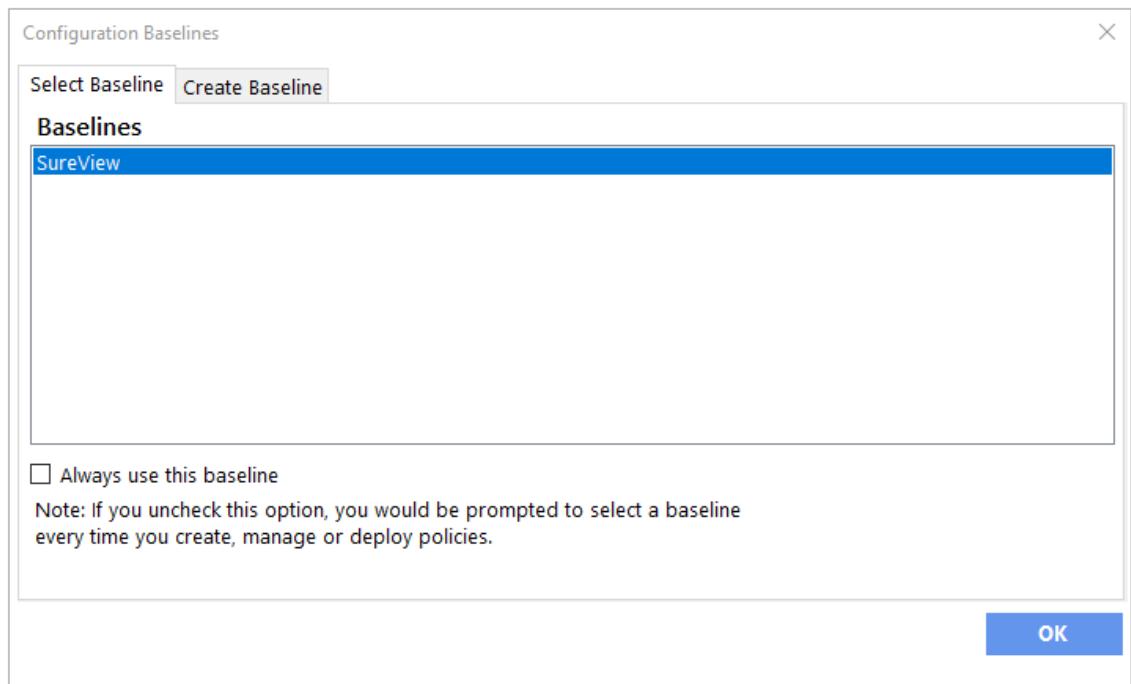 Configuration Baselines
Select Baseline
Create Baseline
Baselines
SureView
Always use this baseline
Note: If you uncheck this option, you would be prompted to select a baseline
every time you create, manage or deploy policies.
OK